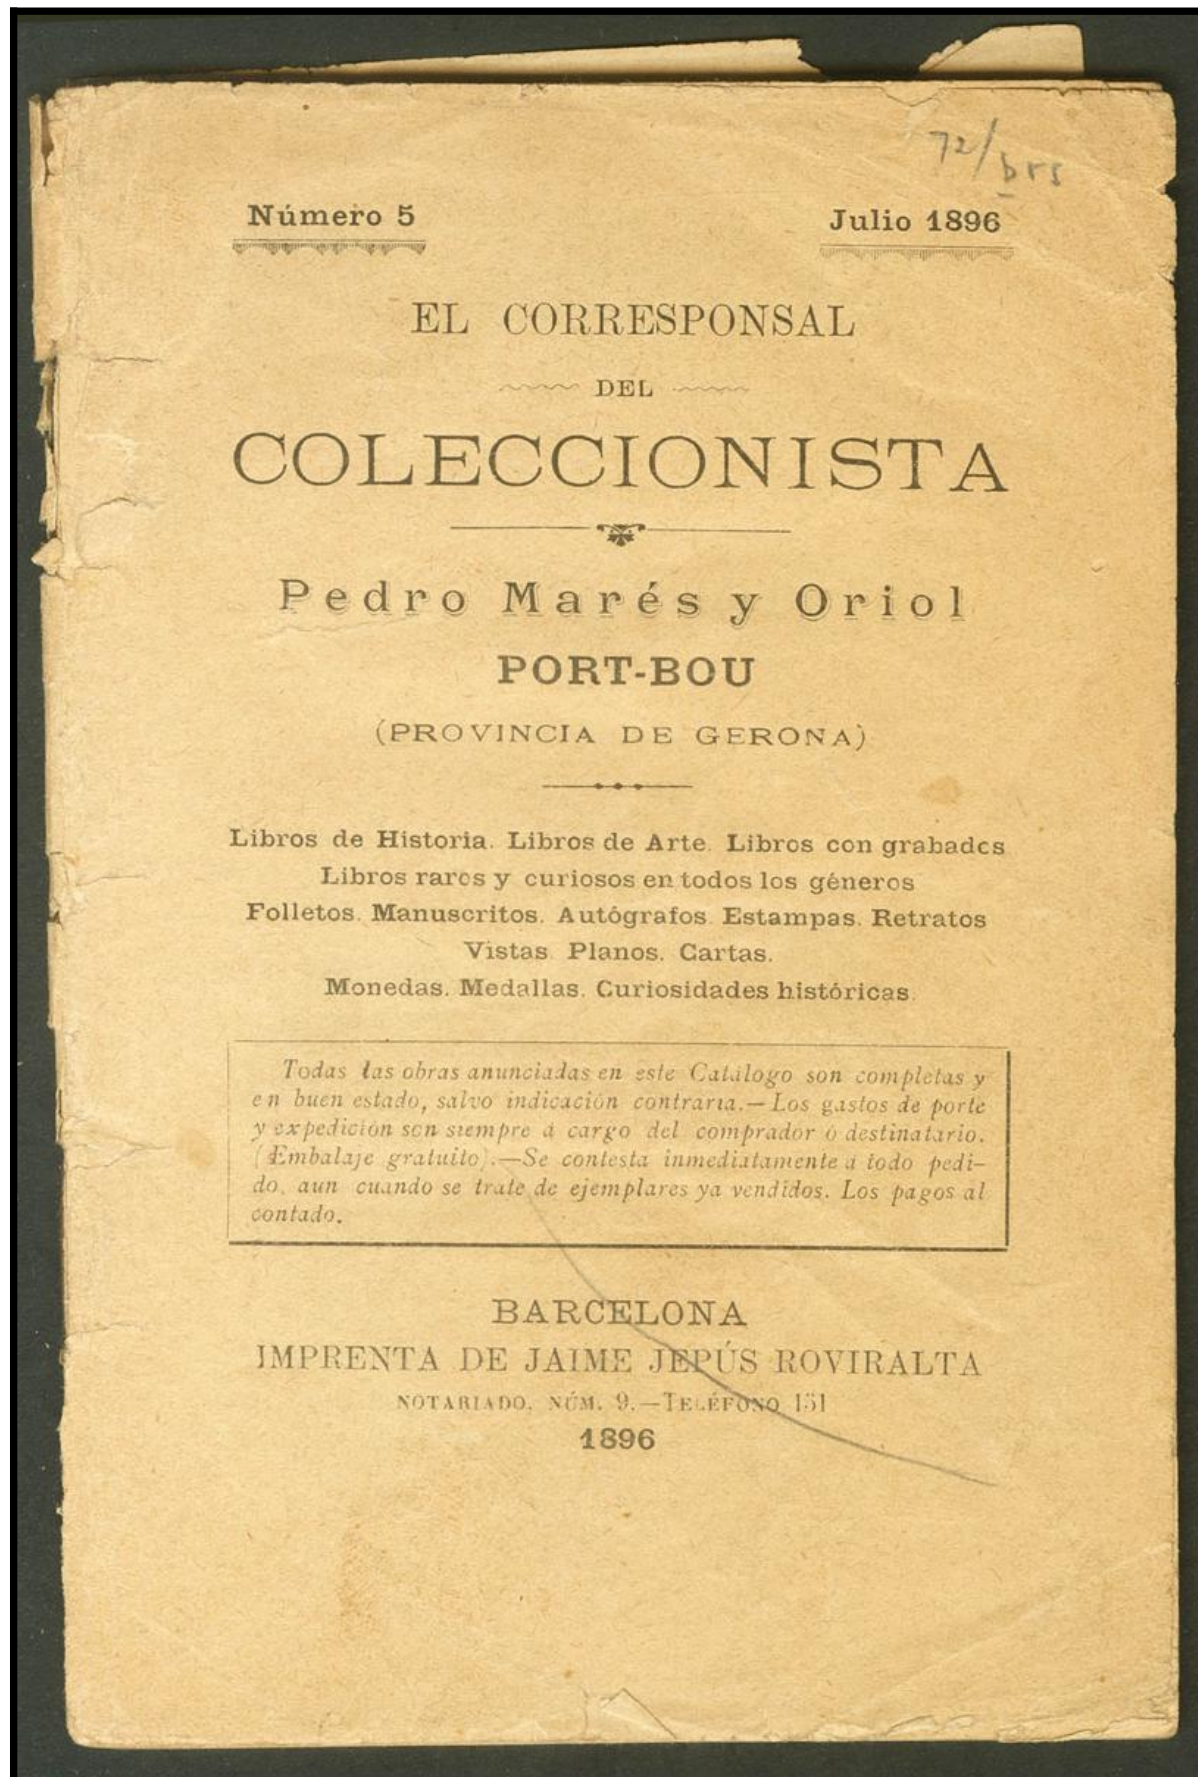 72/brs
Número 5
Julio 1896
EL CORRESPONSAL
DEL
COLECCIONISTA
Pedro Marés y Oriol
PORT-BOU
(PROVINCIA DE GERONA)
Libros de Historia. Libros de Arte. Libros con grabados
Libros raros y curiosos en todos los géneros
Folletos. Manuscritos. Autógrafos. Estampas. Retratos
Vistas. Planos. Cartas.
Monedas. Medallas. Curiosidades históricas.
Todas las obras anunciadas en este Catálogo son completas y
en buen estado, salvo indicación contraria.—Los gastos de porte
y expedición son siempre á cargo del comprador ó destinatario.
(Embalaje gratuito).—Se contesta inmediatamente á todo pedi-
do, aun cuando se trate de ejemplares ya vendidos. Los pagos al
contado.
BARCELONA
IMPRENTA DE JAIME JEPÚS ROVIRALTA
NOTARIADO, NÚM. 9.—TELÉFONO 151
1896